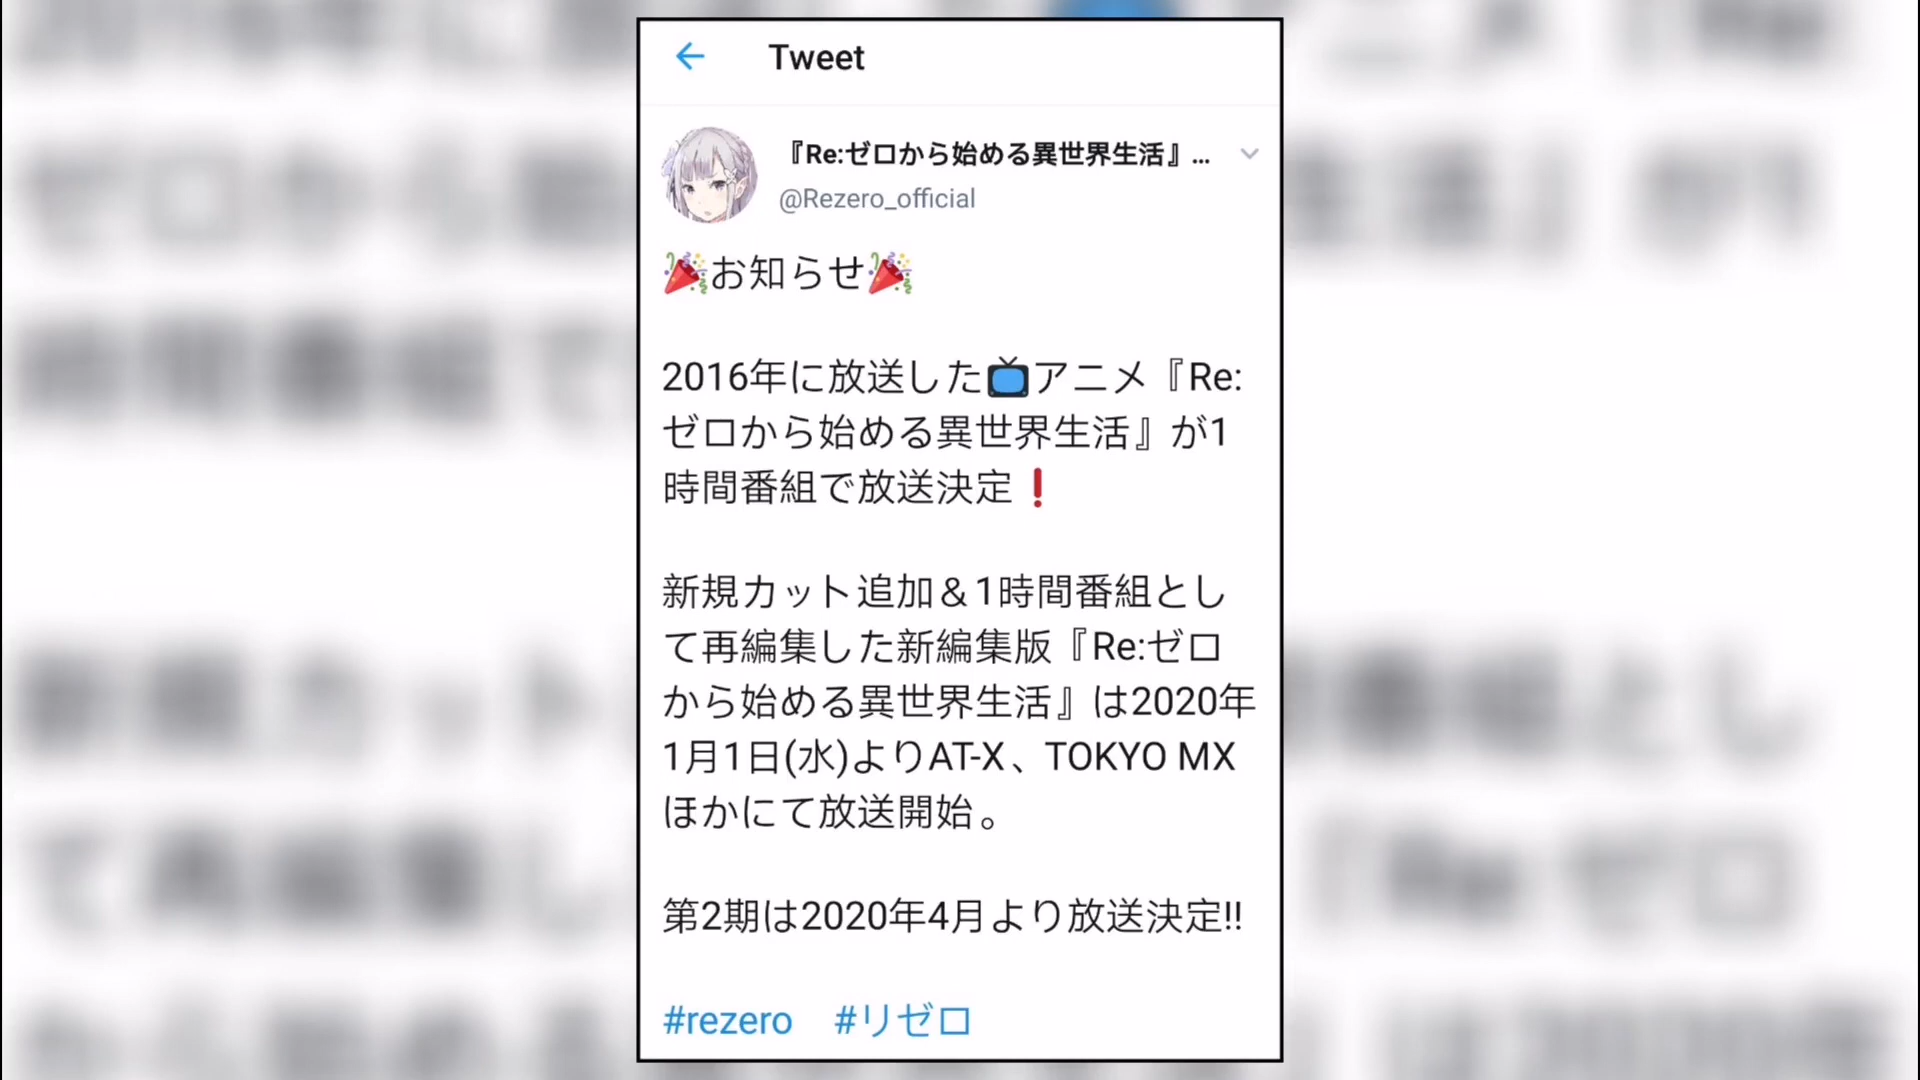 Tweet
『Re:ゼロから始める異世界生活』...
@Rezero_official
🎉お知らせ🎉
2016年に放送した📺アニメ『Re:
ゼロから始める異世界生活』が1
時間番組で放送決定❗
新規カット追加＆1時間番組とし
て再編集した新編集版『Re:ゼロ
から始める異世界生活』は2020年
1月1日(水)よりAT-X、TOKYO MX
ほかにて放送開始。
第2期は2020年4月より放送決定!!
#rezero #リゼロ